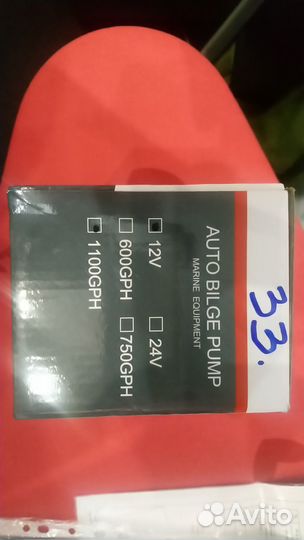 AUTO BILGE PUMP
MARINE EQUIPMENT
12V 24V
600GPH 750GPH
1100GPH
33.
Avito